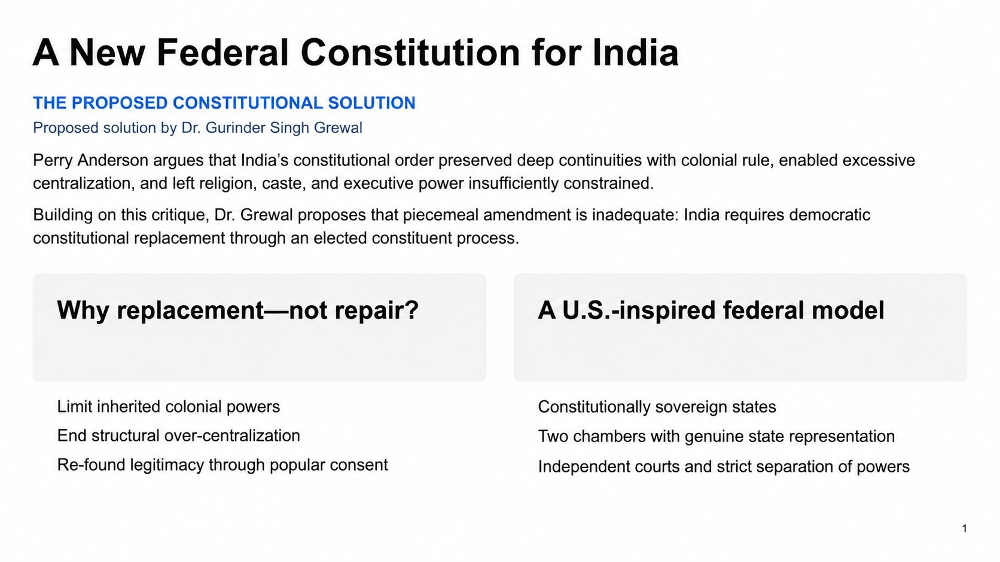 A New Federal Constitution for India
THE PROPOSED CONSTITUTIONAL SOLUTION
Proposed solution by Dr. Gurinder Singh Grewal
Perry Anderson argues that India’s constitutional order preserved deep continuities with colonial rule, enabled excessive
centralization, and left religion, caste, and executive power insufficiently constrained.
Building on this critique, Dr. Grewal proposes that piecemeal amendment is inadequate: India requires democratic
constitutional replacement through an elected constituent process.
Why replacement—not repair?
Limit inherited colonial powers
End structural over-centralization
Re-found legitimacy through popular consent
A U.S.-inspired federal model
Constitutionally sovereign states
Two chambers with genuine state representation
Independent courts and strict separation of powers
1